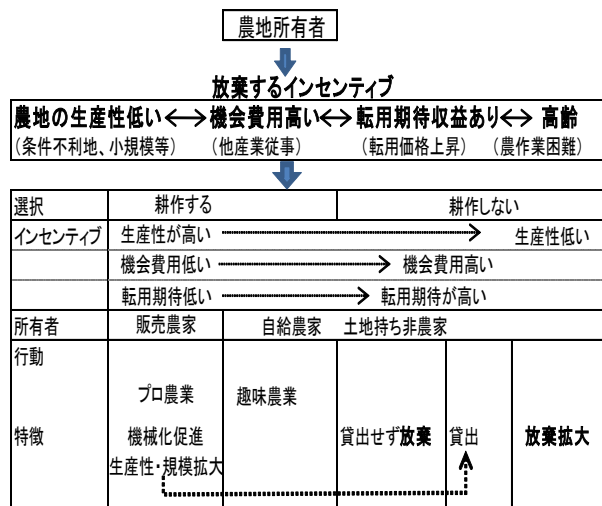 農地所有者
放棄するインセンティブ
農地の生産性低い⟷機会費用高い⟷転用期待収益あり⟷高齢
（条件不利地、小規模等） （他産業従事） （転用価格上昇） （農作業困難）
選択 耕作する 耕作しない
インセンティブ 生産性が高い 生産性低い
機会費用低い 機会費用高い
転用期待低い 転用期待が高い
所有者 販売農家 自給農家 土地持ち非農家
行動
プロ農業 趣味農業
特徴 機械化促進 貸出せず放棄 貸出 放棄拡大
生産性・規模拡大